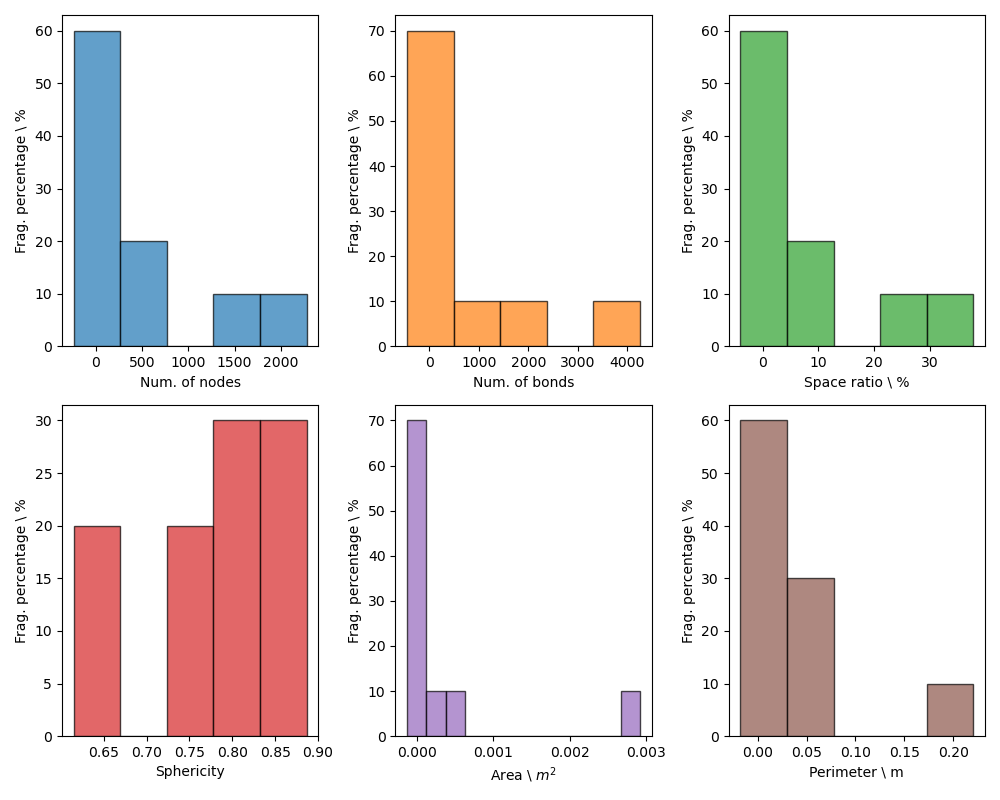 60
50
40
30
20
10
0
Frag. percentage \ %
0 500 1000 1500 2000
Num. of nodes
70
60
50
40
30
20
10
0
Frag. percentage \ %
0 1000 2000 3000 4000
Num. of bonds
60
50
40
30
20
10
0
Frag. percentage \ %
0 10 20 30
Space ratio \ %
30
25
20
15
10
5
0
Frag. percentage \ %
0.65 0.70 0.75 0.80 0.85 0.90
Sphericity
70
60
50
40
30
20
10
0
Frag. percentage \ %
0.000 0.001 0.002 0.003
Area \ m²
60
50
40
30
20
10
0
Frag. percentage \ %
0.00 0.05 0.10 0.15 0.20
Perimeter \ m